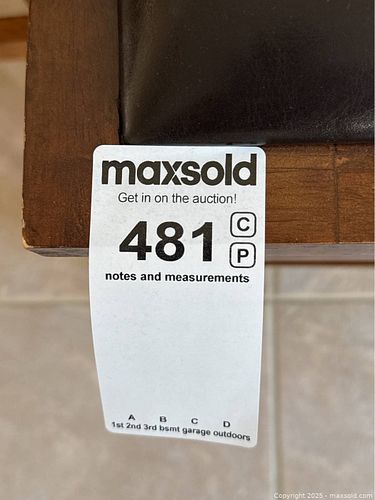 maxsold
Get in on the auction!
481 C
P
notes and measurements
A B C D
1st 2nd 3rd bsmt garage outdoors
Copyright 2025 - maxsold.com